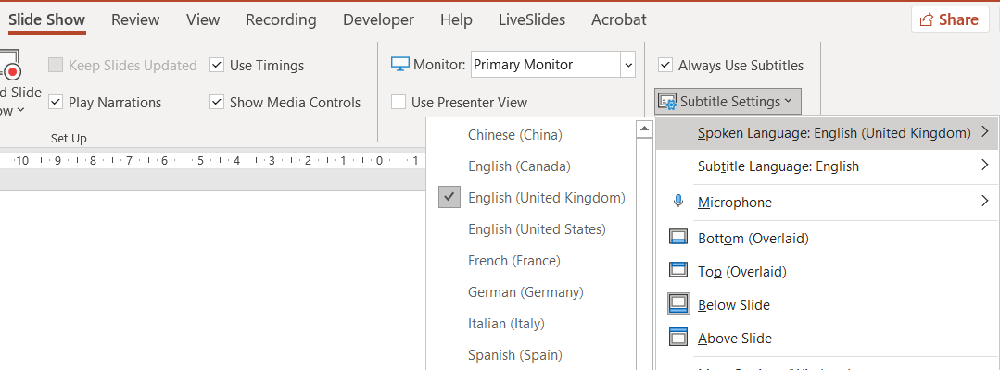 Slide Show Review View Recording Developer Help LiveSlides Acrobat Share
Keep Slides Updated Use Timings Monitor: Primary Monitor Always Use Subtitles
d Slide
ow Play Narrations Show Media Controls Use Presenter View Subtitle Settings
Set Up
10 9 8 7 6 5 4 3 2 1 0 1
Chinese (China)
English (Canada)
English (United Kingdom)
English (United States)
French (France)
German (Germany)
Italian (Italy)
Spanish (Spain)
Spoken Language: English (United Kingdom)
Subtitle Language: English
Microphone
Bottom (Overlaid)
Top (Overlaid)
Below Slide
Above Slide